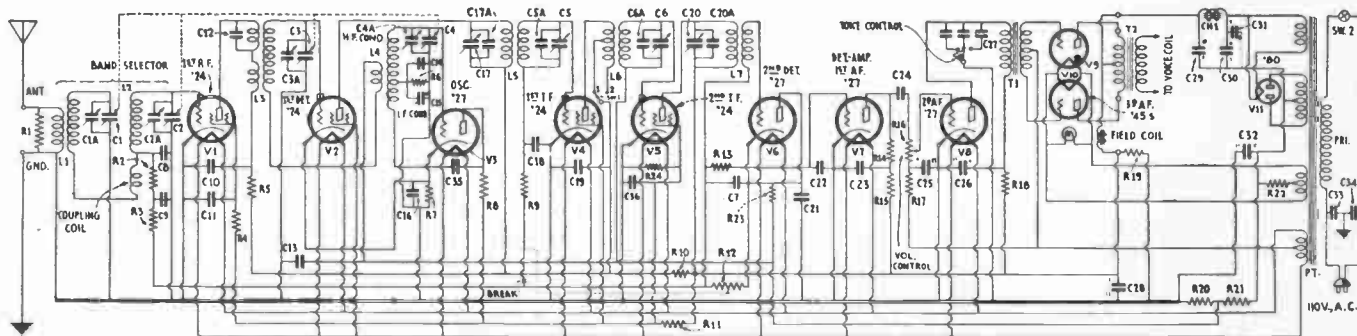 ANT.
GND.
R1
L1
BAND SELECTOR
C1A
C1
L2
R2
R3
COUPLING COIL
C2A
C2
C8
C9
1ST R.F. '24
V1
C10
C11
R4
R5
C12
L3
C3
C3A
C13
1ST DET. '24
V2
L4
C4A
H.F. COND.
C4
R6
C16
R7
OSC. '27
V3
C35
R8
C17A
C17
L5
C5A
C5
1ST I.F. '24
C18
R9
V4
C19
L6
C6A
C6
2ND I.F. '24
V5
R24
C36
C20
C20A
L7
R13
C7
R23
R10
R12
R11
BREAK
2ND DET. '27
V6
C21
C22
DET-AMP. 1ST A.F. '27
V7
C23
R14
R15
C24
R16
R17
VOL. CONTROL
C25
TONE CONTROL
C27
2D A.F. '27
V8
C26
R18
T1
V9
V10
3D A.F. '45 S
FIELD COIL
R19
C28
T2
TO VOICE COIL
CH1
C29
C30
C31
'80
V11
C32
R20
R21
R22
PT.
PRI.
SW. 2
C33
C34
110V., A.C.